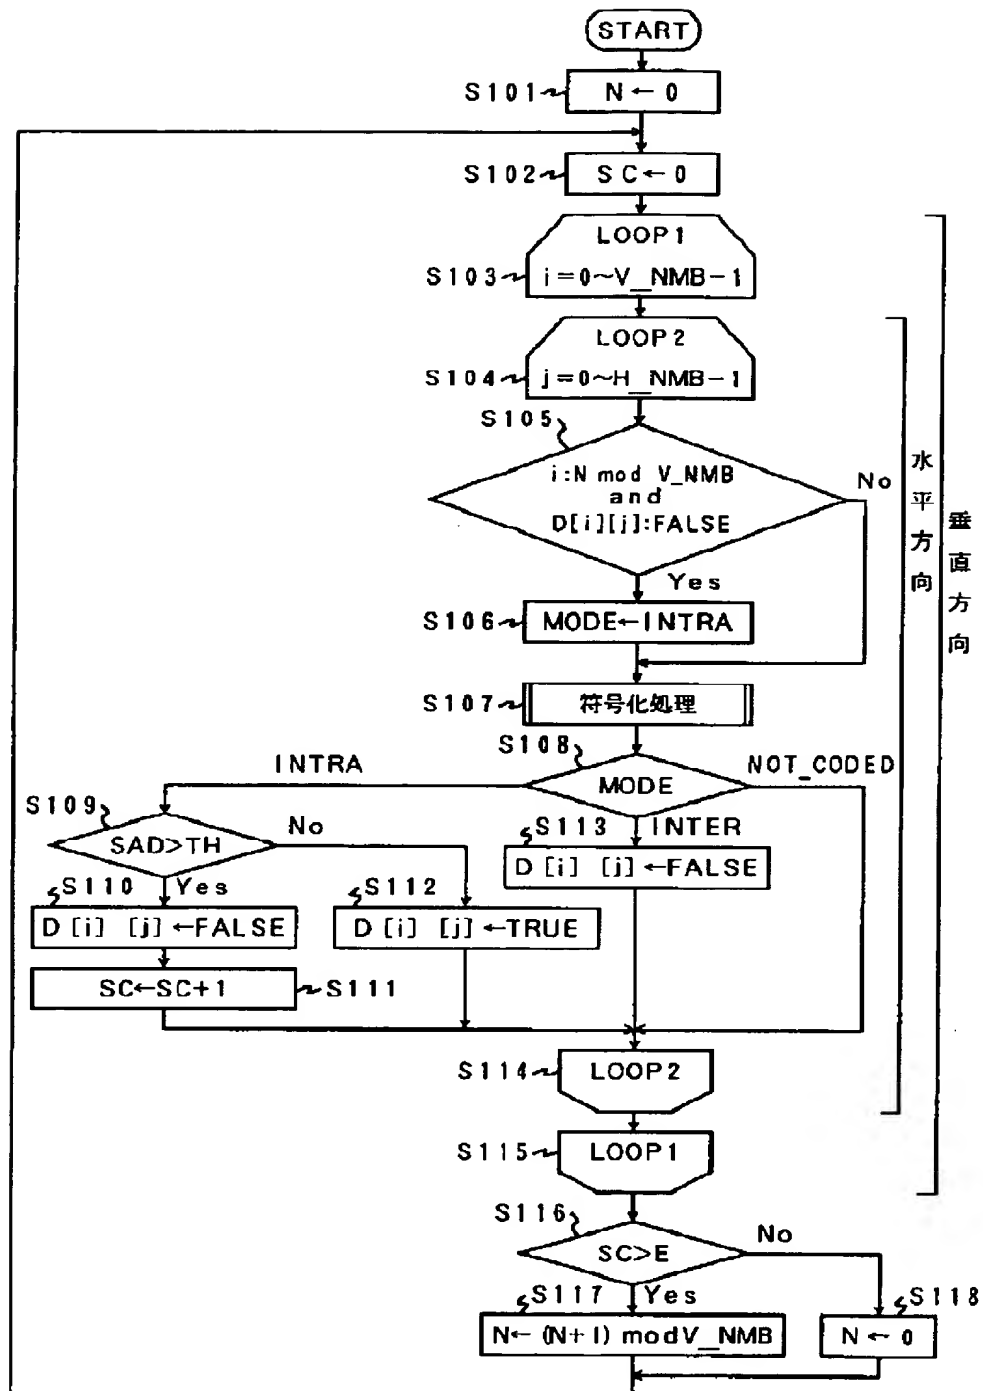 START
S101
N ← 0
S102
SC ← 0
LOOP1
S103
i=0~V_NMB-1
LOOP2
S104
j=0~H_NMB-1
S105
i:N mod V_NMB
and
D[i][j]:FALSE
No
Yes
水平方向
垂直方向
S106
MODE←INTRA
S107
符号化処理
S108
INTRA
MODE
NOT_CODED
S109
SAD>TH
No
S113
INTER
D[i] [j]←FALSE
S110
Yes
S112
D[i] [j]←FALSE
D[i] [j]←TRUE
SC←SC+1
S111
S114
LOOP2
S115
LOOP1
S116
SC>E
No
S117
Yes
S118
N←(N+1) modV_NMB
N←0